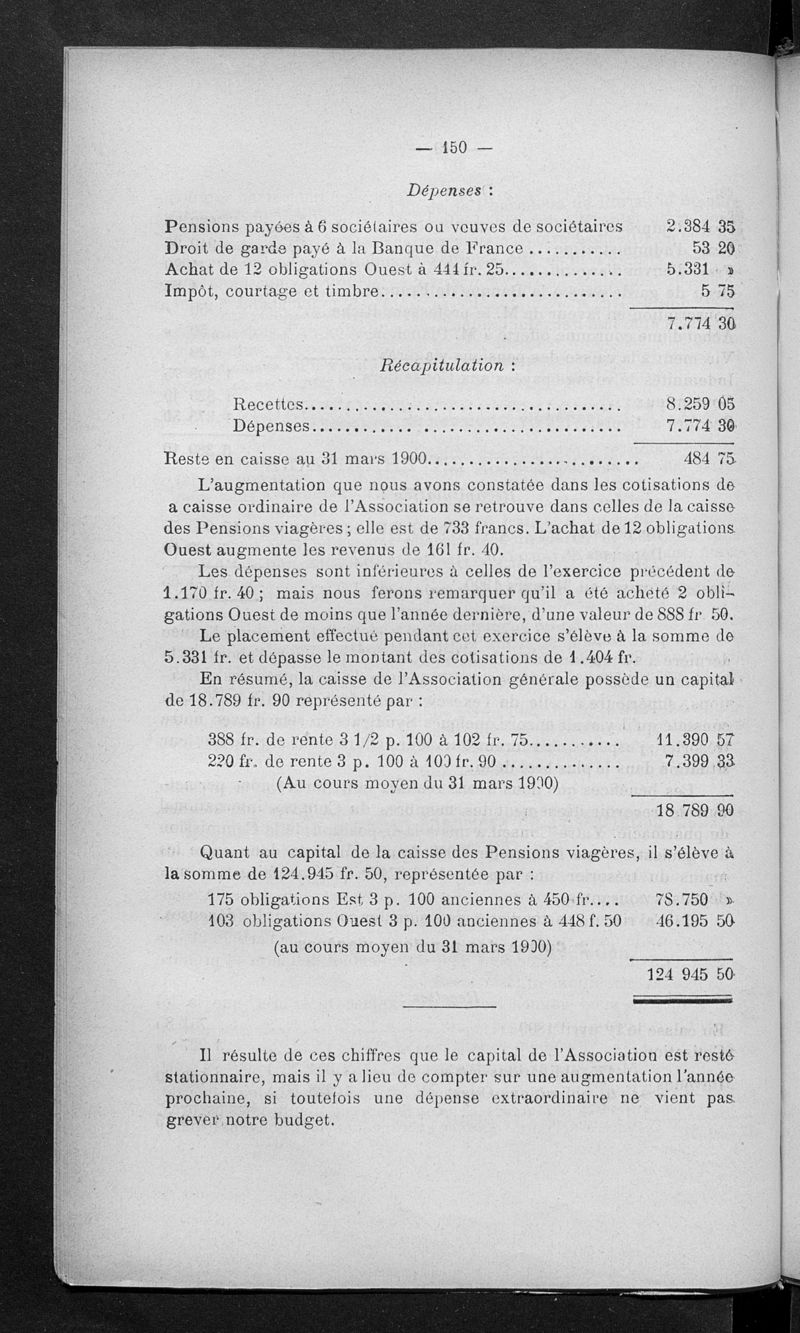 — 150 —
Dépenses :
Pensions payées à 6 sociétaires ou veuves de sociétaires 2.384 35
Droit de garde payé à la Banque de France ........... 53 20
Achat de 12 obligations Ouest à 444 fr. 25.............. 5.331 »
Impôt, courtage et timbre............................. 5 75
7.774 30
Récapitulation :
Recettes...................................... 8.259 05
Dépenses...................................... 7.774 30
Reste en caisse au 31 mars 1900.......................... 484 75
L'augmentation que nous avons constatée dans les cotisations de
a caisse ordinaire de l'Association se retrouve dans celles de la caisse
des Pensions viagères ; elle est de 733 francs. L'achat de 12 obligations
Ouest augmente les revenus de 161 fr. 40.
Les dépenses sont inférieures à celles de l'exercice précédent de
1.170 fr. 40 ; mais nous ferons remarquer qu'il a été acheté 2 obli-
gations Ouest de moins que l'année dernière, d'une valeur de 888 fr 50.
Le placement effectué pendant cet exercice s'élève à la somme de
5.331 fr. et dépasse le montant des cotisations de 1.404 fr.
En résumé, la caisse de l'Association générale possède un capital
de 18.789 fr. 90 représenté par :
388 fr. de rente 3 1/2 p. 100 à 102 fr. 75........... 11.390 57
220 fr. de rente 3 p. 100 à 100 fr. 90 .............. 7.399 33
(Au cours moyen du 31 mars 1900)
18 789 90
Quant au capital de la caisse des Pensions viagères, il s'élève à
la somme de 124.945 fr. 50, représentée par :
175 obligations Est 3 p. 100 anciennes à 450 fr.... 78.750 »
103 obligations Ouest 3 p. 100 anciennes à 448 f. 50 46.195 50
(au cours moyen du 31 mars 1900)
124 945 50
Il résulte de ces chiffres que le capital de l'Association est resté
stationnaire, mais il y a lieu de compter sur une augmentation l'année
prochaine, si toutefois une dépense extraordinaire ne vient pas
grever notre budget.